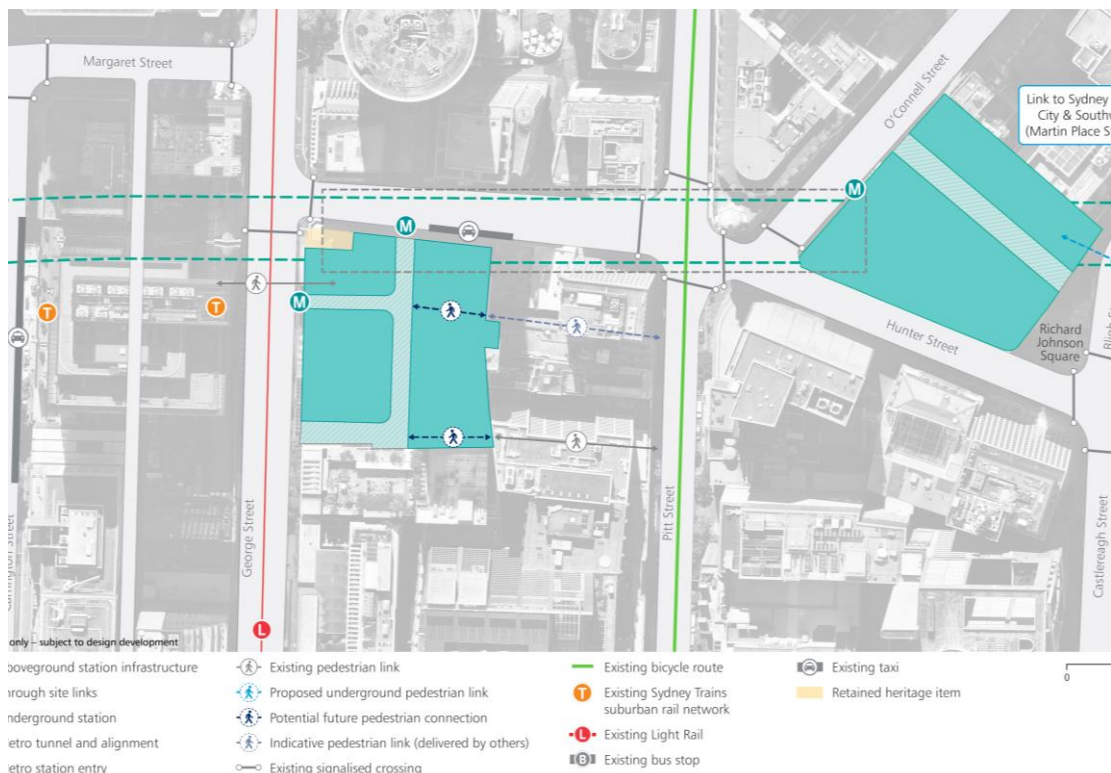 Margaret Street
O'Connell Street
Link to Sydney
City & Southw
(Martin Place S
M
M
T
T
M
Hunter Street
Richard
Johnson
Square
George Street
Pitt Street
Castlereagh Street
L
only – subject to design development
boveground station infrastructure
hrough site links
nderground station
etro tunnel and alignment
etro station entry
Existing pedestrian link
Proposed underground pedestrian link
Potential future pedestrian connection
Indicative pedestrian link (delivered by others)
Existing signalised crossing
Existing bicycle route
T Existing Sydney Trains
suburban rail network
L Existing Light Rail
B Existing bus stop
Existing taxi
Retained heritage item
0